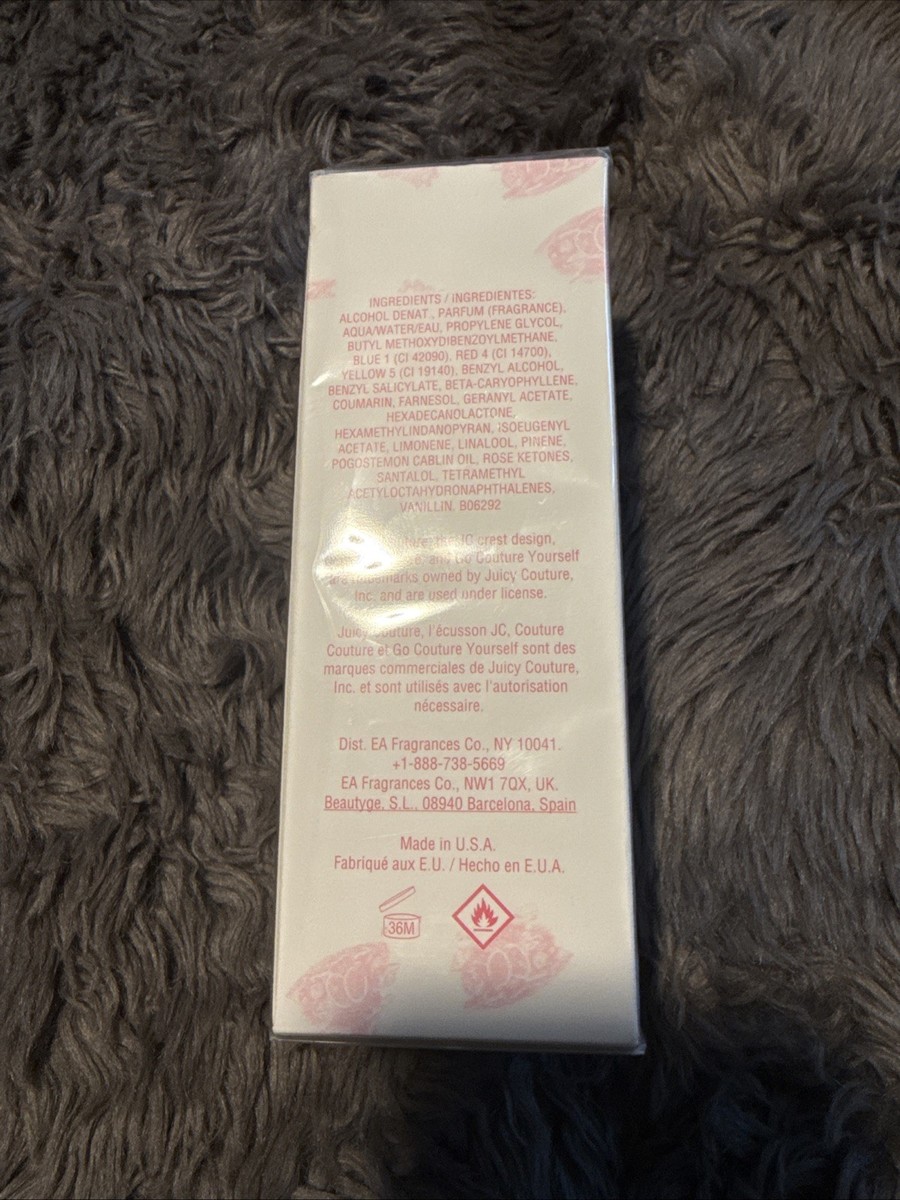 INGREDIENTS / INGREDIENTES:
ALCOHOL DENAT., PARFUM (FRAGRANCE),
AQUA/WATER/EAU, PROPYLENE GLYCOL,
BUTYL METHOXYDIBENZOYLMETHANE,
BLUE 1 (CI 42090), RED 4 (CI 14700),
YELLOW 5 (CI 19140), BENZYL ALCOHOL,
BENZYL SALICYLATE, BETA-CARYOPHYLLENE,
COUMARIN, FARNESOL, GERANYL ACETATE,
HEXADECANOLACTONE,
HEXAMETHYLINDANOPYRAN, ISOEUGENYL
ACETATE, LIMONENE, LINALOOL, PINENE,
POGOSTEMON CABLIN OIL, ROSE KETONES,
SANTALOL, TETRAMETHYL
ACETYLOCTAHYDRONAPHTHALENES,
VANILLIN. B06292
the JC crest design,
and Go Couture Yourself
are trademarks owned by Juicy Couture,
Inc. and are used under license.
Juicy Couture, l'écusson JC, Couture
Couture et Go Couture Yourself sont des
marques commerciales de Juicy Couture,
Inc. et sont utilisés avec l'autorisation
nécessaire.
Dist. EA Fragrances Co., NY 10041.
+1-888-738-5669
EA Fragrances Co., NW1 7QX, UK.
Beautyge, S.L., 08940 Barcelona, Spain
Made in U.S.A.
Fabriqué aux E.U. / Hecho en E.U.A.
36M